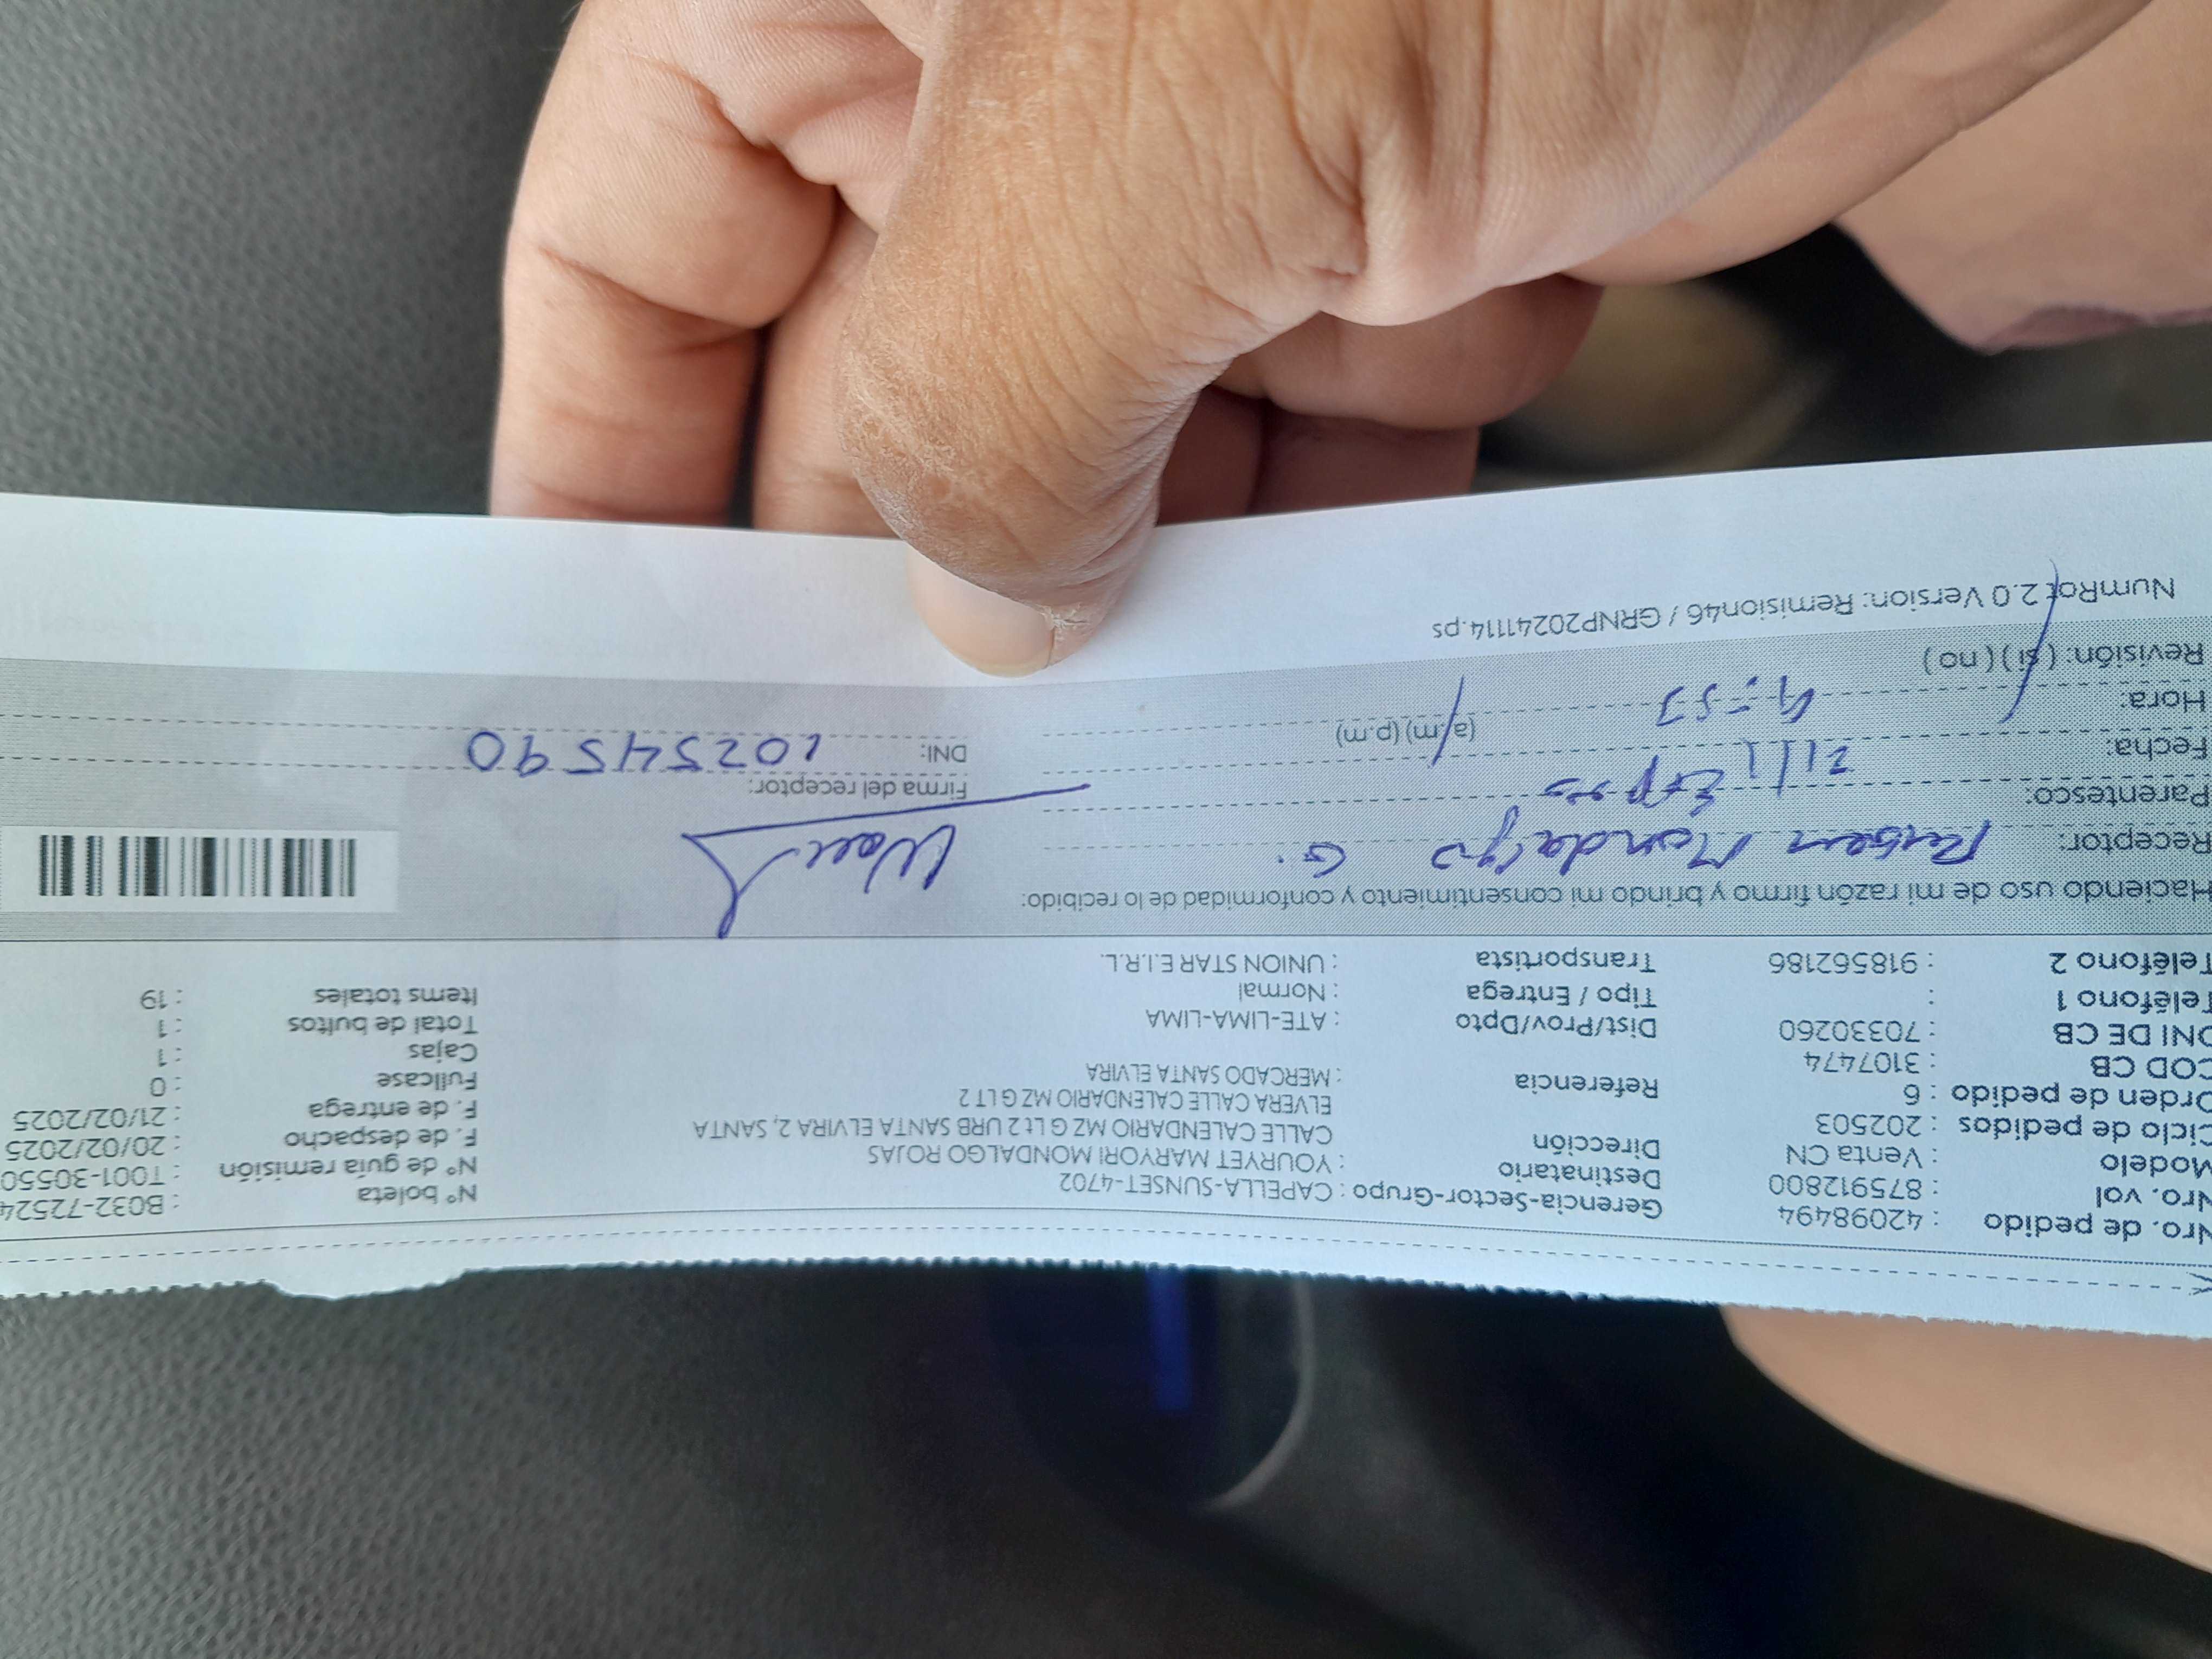 Nro. de pedido : 42098494 Gerencia-Sector-Grupo : CAPELLA-SUNSET-4702 N° boleta : B032-72524
Nro. vol : 875912800 Destinatario : YOURYET MARYORI MONDALGO ROJAS N° de guía remisión : T001-30550
Modelo : Venta CN Dirección CALLE CALENDARIO MZ G Lt 2 URB SANTA ELVIRA 2, SANTA F. de despacho : 20/02/2025
Ciclo de pedidos : 202503 ELVERA CALLE CALENDARIO MZ G LT 2 F. de entrega : 21/02/2025
Orden de pedido : 6 Referencia : MERCADO SANTA ELVIRA Fullcase : 0
COD CB : 3107474 Cajas : 1
DNI DE CB : 70330260 Dist/Prov/Dpto : ATE-LIMA-LIMA Total de bultos : 1
Teléfono 1 : Tipo / Entrega : Normal Items totales : 19
Teléfono 2 : 918562186 Transportista : UNION STAR E.I.R.L.
Haciendo uso de mi razón firmo y brindo mi consentimiento y conformidad de lo recibido:
Receptor: Ruben Mondalgo G.
Parentesco: Firma del receptor:
Fecha: DNI: 10254590
Hora: (a.m) (p.m)
Revisión: ( si ) ( no )
NumRot 2.0 Version: Remision46 / GRNP20241114.ps